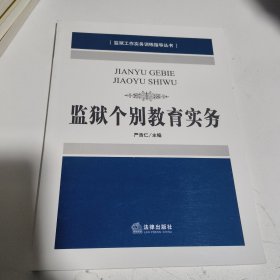 监狱工作实务训练指导丛书
JIANYU GEBIE
JIAOYU SHIWU
监狱个别教育实务
严浩仁/主编
法律出版社